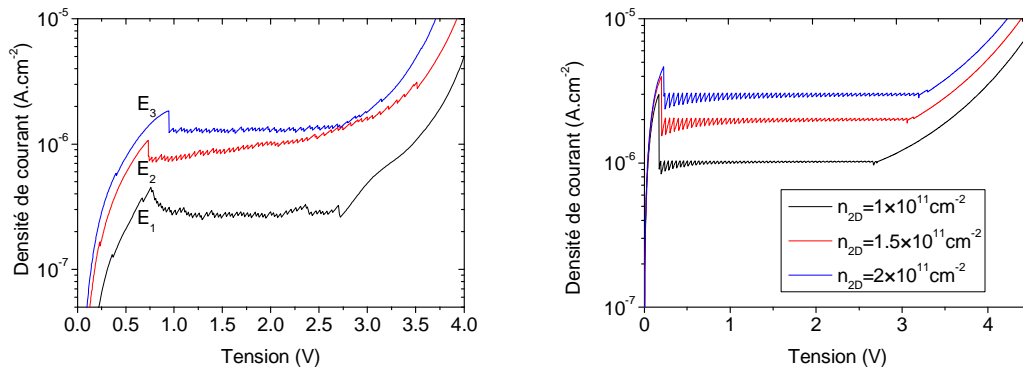 10⁻⁵
10⁻⁶
10⁻⁷
Densité de courant (A.cm⁻²)
E₃
E₂
E₁
0.0 0.5 1.0 1.5 2.0 2.5 3.0 3.5 4.0
Tension (V)
10⁻⁵
10⁻⁶
10⁻⁷
Densité de courant (A.cm⁻²)
n₂D=1×10¹¹cm⁻²
n₂D=1.5×10¹¹cm⁻²
n₂D=2×10¹¹cm⁻²
0 1 2 3 4
Tension (V)